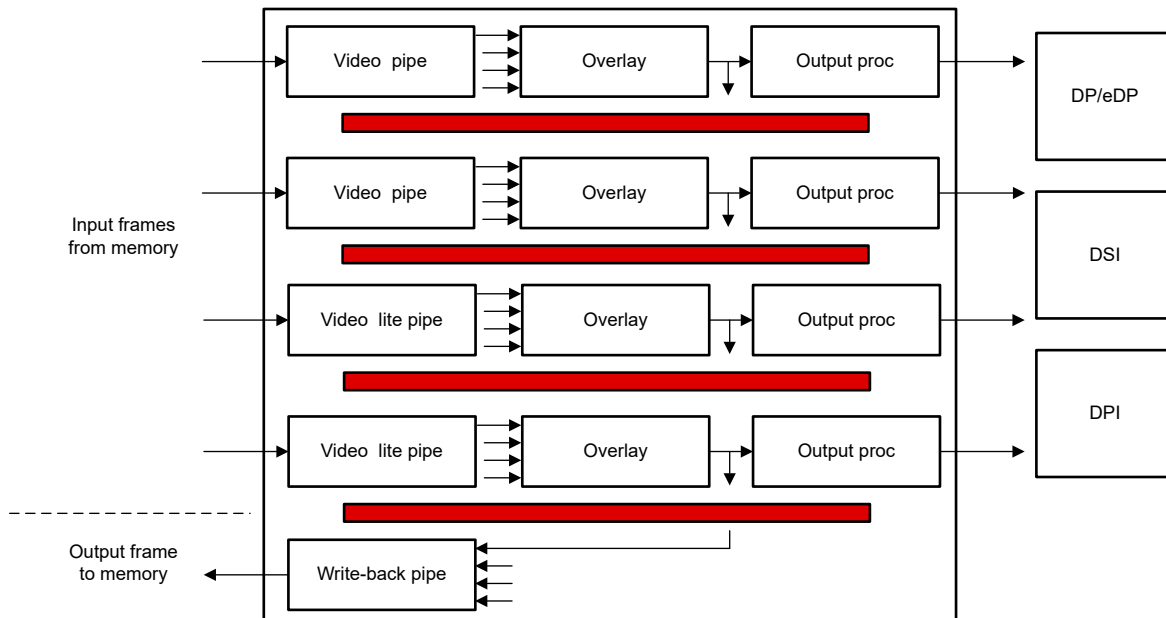 Video pipe
Overlay
Output proc
DP/eDP
Video pipe
Overlay
Output proc
Input frames
from memory
DSI
Video lite pipe
Overlay
Output proc
DPI
Video lite pipe
Overlay
Output proc
Output frame
to memory
Write-back pipe